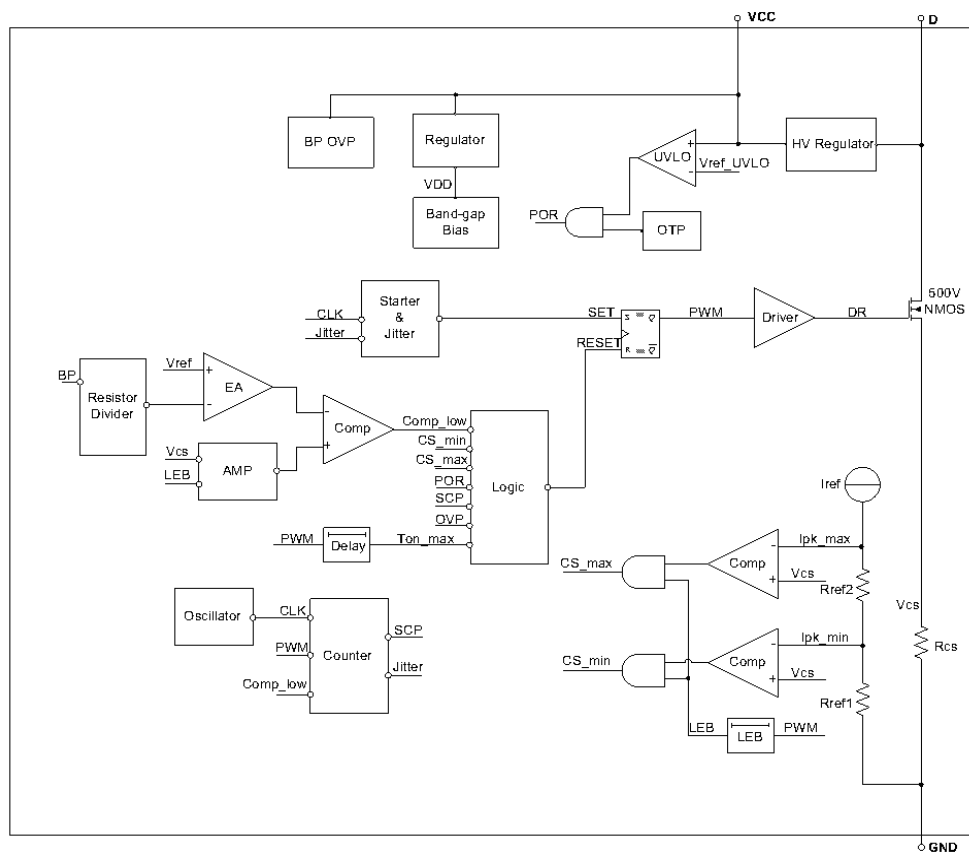 VCC
D
BP OVP
Regulator
UVLO
+
-
Vref_UVLO
HV Regulator
VDD
Band-gap
Bias
POR
OTP
CLK
Jitter
Starter
&
Jitter
SET
RESET
S
Q
R
Q
PWM
Driver
DR
500V
NMOS
BP
Resistor
Divider
Vref
+
-
EA
-
+
Comp
Vcs
LEB
AMP
Comp_low
CS_min
CS_max
POR
SCP
OVP
Ton_max
Logic
PWM
Delay
Iref
CS_max
Comp
-
+
Ipk_max
Vcs
Rref2
Vcs
Rcs
Oscillator
CLK
PWM
Comp_low
Counter
SCP
Jitter
CS_min
Comp
-
+
Ipk_min
Vcs
Rref1
LEB
LEB
PWM
GND